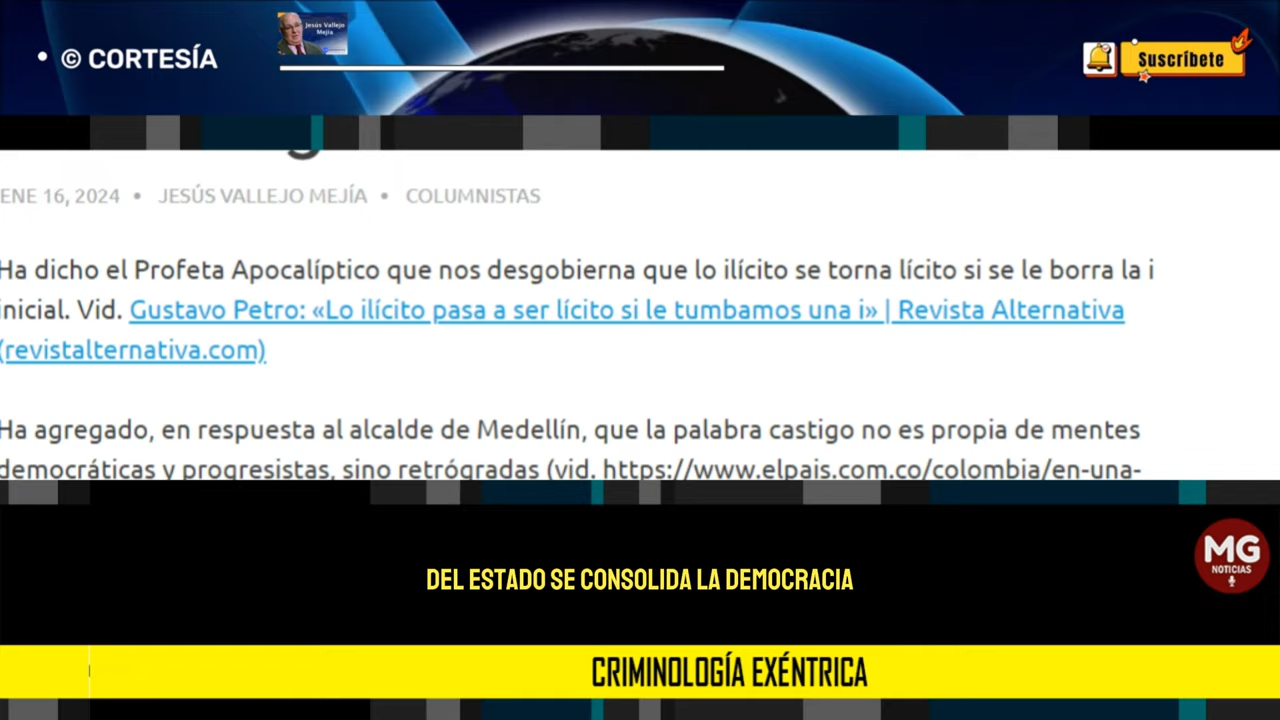 • © CORTESÍA
Jesús Vallejo
Mejía
Suscríbete
ENE 16, 2024 • JESÚS VALLEJO MEJÍA • COLUMNISTAS
Ha dicho el Profeta Apocalíptico que nos desgobierna que lo ilícito se torna lícito si se le borra la i
inicial. Vid. Gustavo Petro: «Lo ilícito pasa a ser lícito si le tumbamos una i» | Revista Alternativa
(revistalternativa.com)
Ha agregado, en respuesta al alcalde de Medellín, que la palabra castigo no es propia de mentes
democráticas y progresistas, sino retrógradas (vid. https://www.elpais.com.co/colombia/en-una-
MG
NOTICIAS
DEL ESTADO SE CONSOLIDA LA DEMOCRACIA
CRIMINOLOGÍA EXÉNTRICA